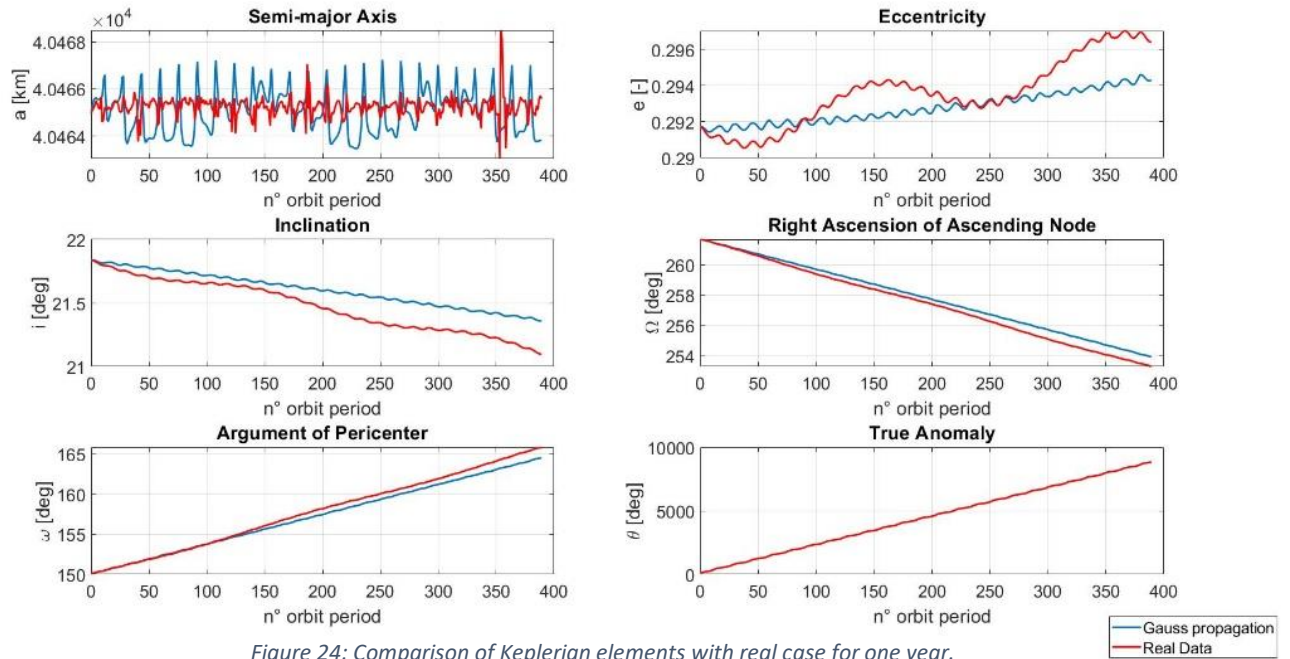 Semi-major Axis
×10⁴
4.0468
4.0466
4.0464
a [km]
0 50 100 150 200 250 300 350 400
n° orbit period
Eccentricity
0.296
0.294
0.292
0.29
e [-]
0 50 100 150 200 250 300 350 400
n° orbit period
Inclination
22
21.5
21
i [deg]
0 50 100 150 200 250 300 350 400
n° orbit period
Right Ascension of Ascending Node
260
258
256
254
Ω [deg]
0 50 100 150 200 250 300 350 400
n° orbit period
Argument of Pericenter
165
160
155
150
ω [deg]
0 50 100 150 200 250 300 350 400
n° orbit period
True Anomaly
10000
5000
0
θ [deg]
0 50 100 150 200 250 300 350 400
n° orbit period
Gauss propagation
Real Data
Figure 24: Comparison of Keplerian elements with real case for one year.